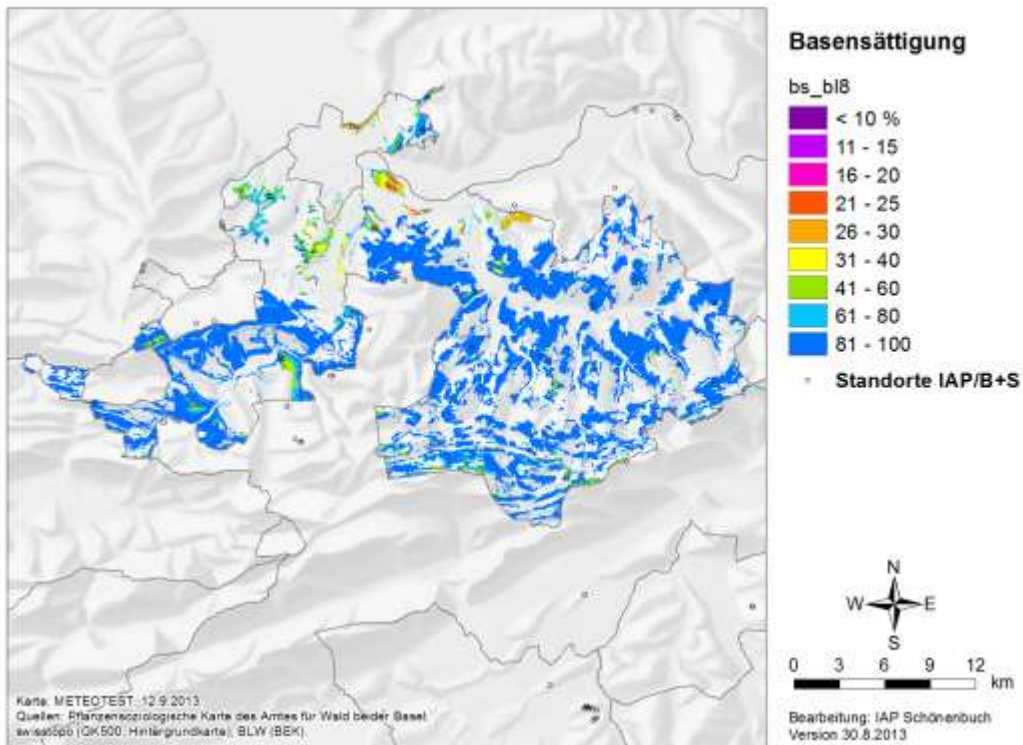 Basensättigung
bs_bl8
< 10 %
11 - 15
16 - 20
21 - 25
26 - 30
31 - 40
41 - 60
61 - 80
81 - 100
Standorte IAP/B+S
N
W E
S
0 3 6 9 12
km
Karte: METEOTEST 12.9.2013
Quellen: Pflanzensoziologische Karte des Amtes für Wald beider Basel
swisstopo (GK500, Hintergrundkarte), BLW (BEK)
Bearbeitung: IAP Schönenbuch
Version 30.8.2013